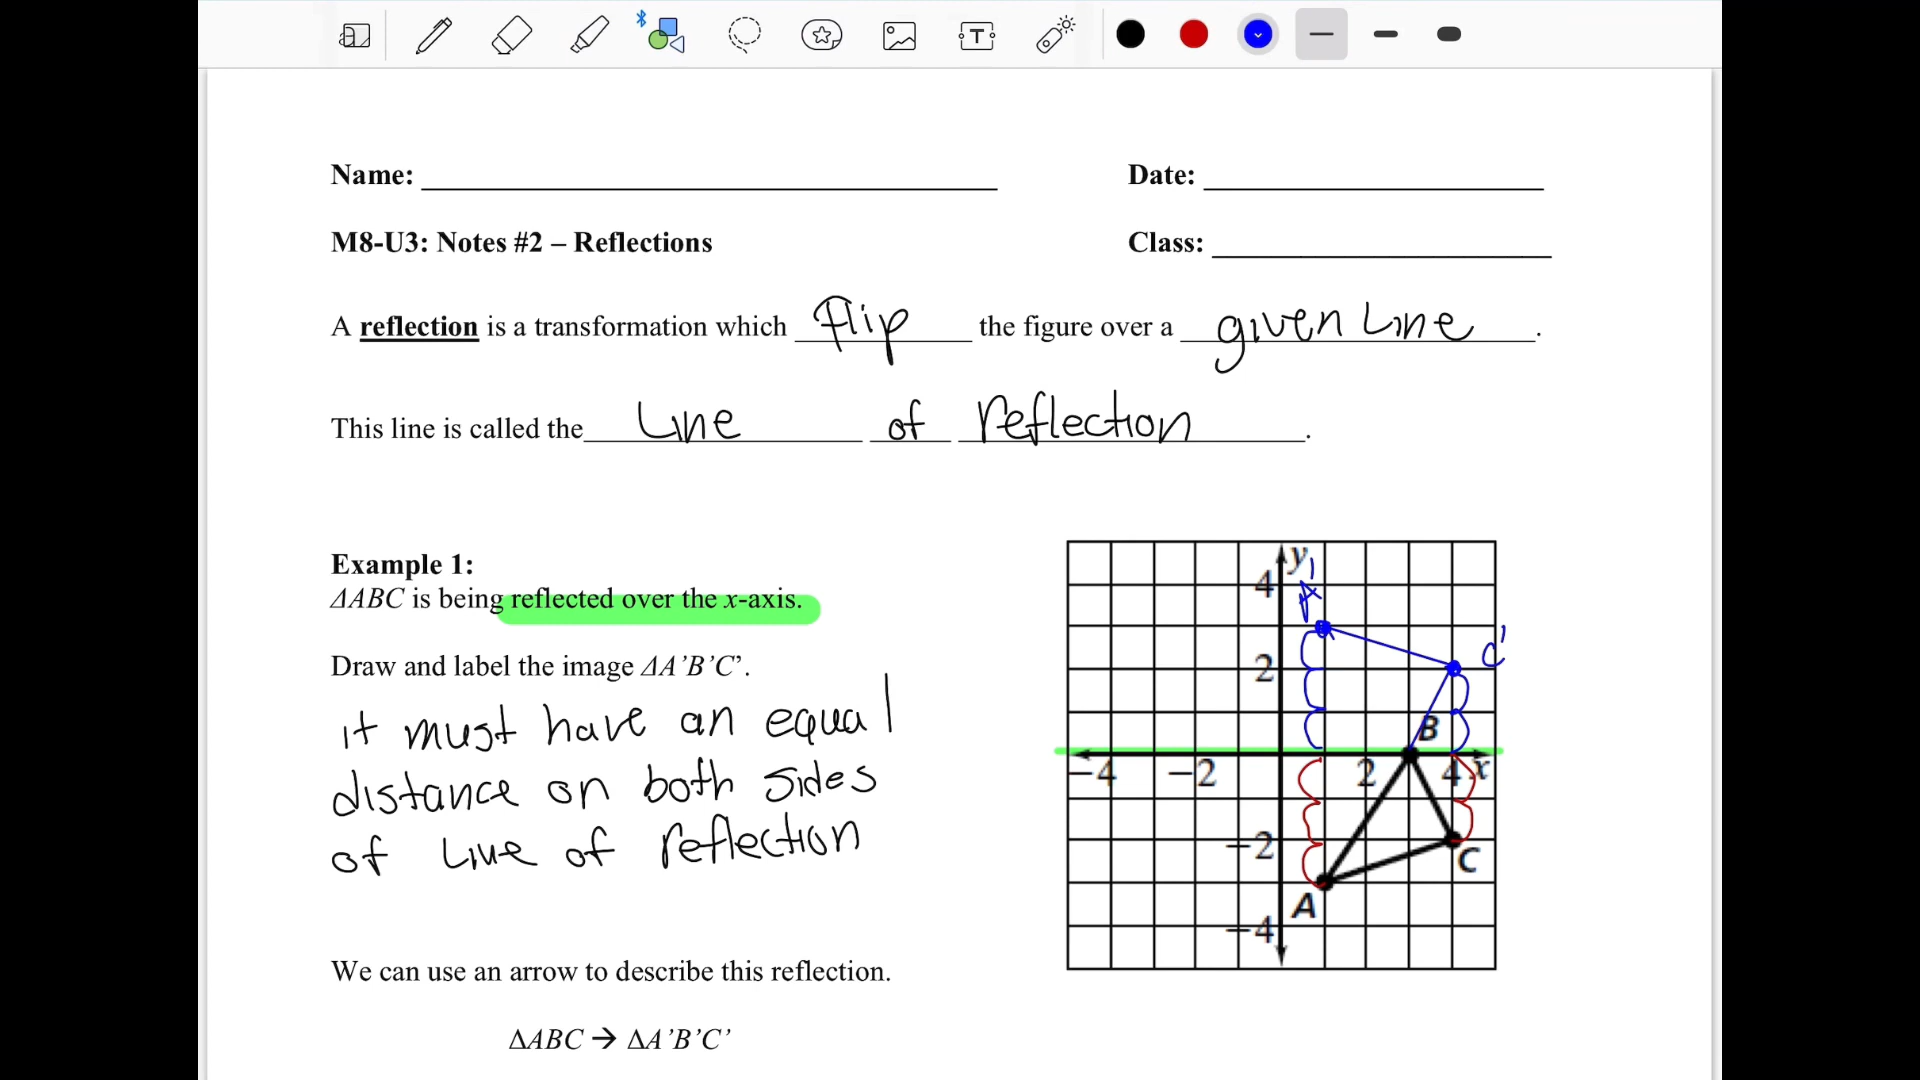 Name: ____________ Date: ____________
M8-U3: Notes #2 – Reflections Class: ____________
A reflection is a transformation which flip the figure over a given Line.
This line is called the Line of reflection.
Example 1:
ΔABC is being reflected over the x-axis.
Draw and label the image ΔA’B’C’.
it must have an equal
distance on both sides
of Line of reflection
We can use an arrow to describe this reflection.
ΔABC → ΔA’B’C’
y
4
A'
C'
2
B
−4 −2 2 4 x
−2
C
A
−4